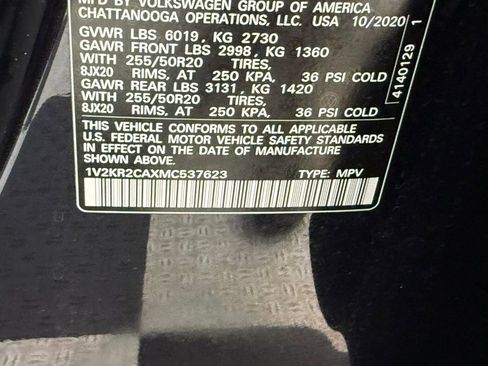 MFD BY VOLKSWAGEN GROUP OF AMERICA
CHATTANOOGA OPERATIONS, LLC. USA 10/2020
GVWR LBS 6019, KG 2730
GAWR FRONT LBS 2998, KG 1360
WITH 255/50R20 TIRES,
8JX20 RIMS, AT 250 KPA, 36 PSI COLD
GAWR REAR LBS 3131, KG 1420
WITH 255/50R20 TIRES,
8JX20 RIMS, AT 250 KPA, 36 PSI COLD
THIS VEHICLE CONFORMS TO ALL APPLICABLE
U.S. FEDERAL MOTOR VEHICLE SAFETY STANDARDS
IN EFFECT ON THE DATE OF MANUFACTURE
SHOWN ABOVE.
1V2KR2CAXMC537623 TYPE: MPV
4140129 1